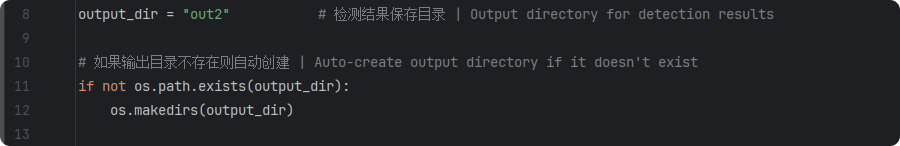 8 output_dir = "out2" # 检测结果保存目录 | Output directory for detection results
9
10 # 如果输出目录不存在则自动创建 | Auto-create output directory if it doesn't exist
11 if not os.path.exists(output_dir):
12 os.makedirs(output_dir)
13